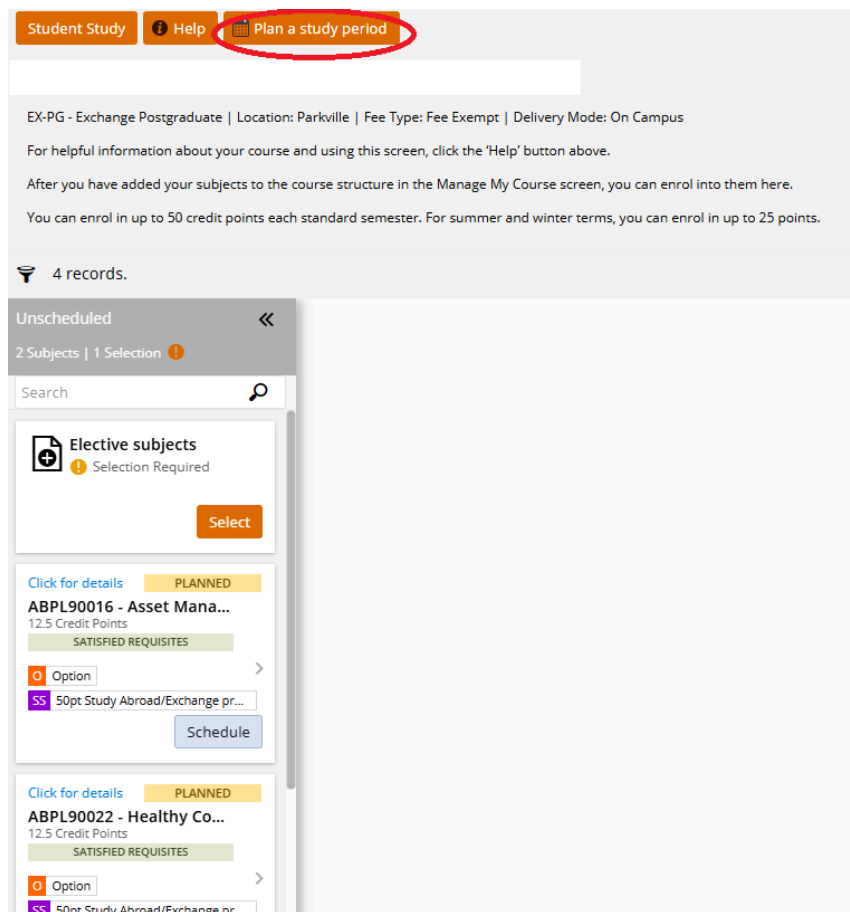 Student Study Help Plan a study period
EX-PG - Exchange Postgraduate | Location: Parkville | Fee Type: Fee Exempt | Delivery Mode: On Campus
For helpful information about your course and using this screen, click the ‘Help’ button above.
After you have added your subjects to the course structure in the Manage My Course screen, you can enrol into them here.
You can enrol in up to 50 credit points each standard semester. For summer and winter terms, you can enrol in up to 25 points.
4 records.
Unscheduled
2 Subjects | 1 Selection
Search
Elective subjects
Selection Required
Select
Click for details PLANNED
ABPL90016 - Asset Mana...
12.5 Credit Points
SATISFIED REQUISITES
O Option
SS 50pt Study Abroad/Exchange pr...
Schedule
Click for details PLANNED
ABPL90022 - Healthy Co...
12.5 Credit Points
SATISFIED REQUISITES
O Option
SS 50pt Study Abroad/Exchange pr